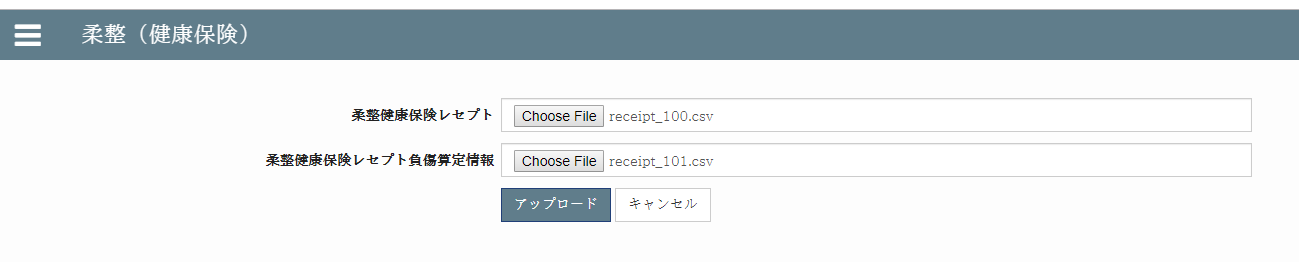 柔整（健康保険）
柔整健康保険レセプト Choose File receipt_100.csv
柔整健康保険レセプト負傷算定情報 Choose File receipt_101.csv
アップロード キャンセル